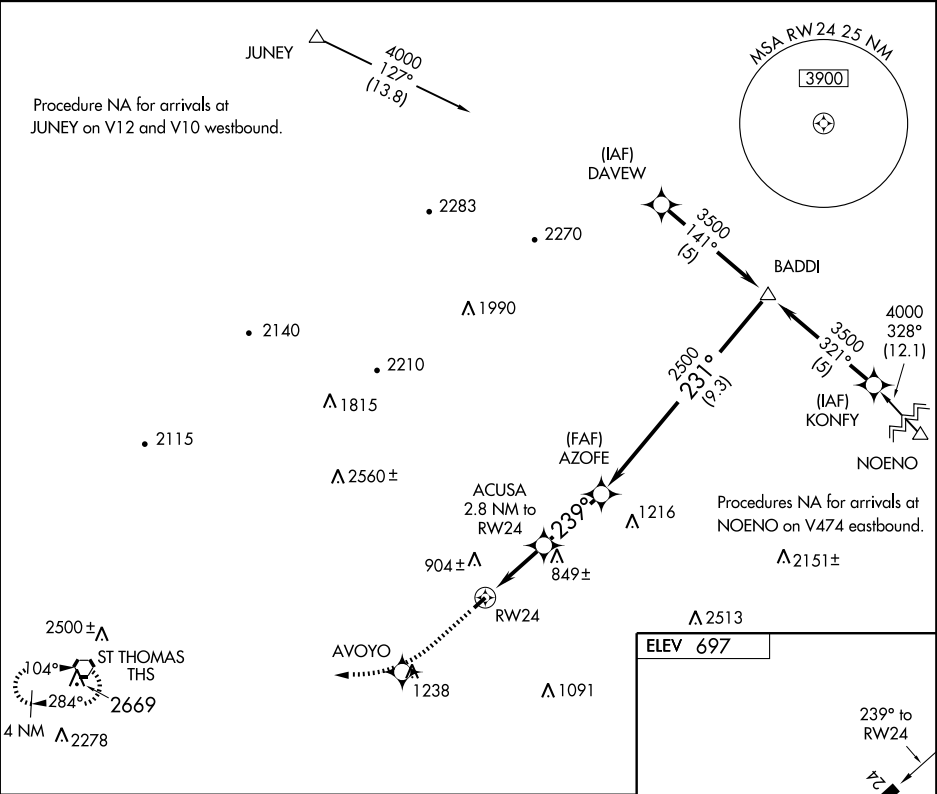 JUNEY
4000
127°
(13.8)
MSA RW24 25 NM
3900
Procedure NA for arrivals at
JUNEY on V12 and V10 westbound.
(IAF)
DAVEW
2283
3500
141°
(5)
2270
BADDI
1990
4000
328°
(12.1)
2140
3500
321°
(5)
2210
2500
231°
(9.3)
1815
(IAF)
KONFY
2115
(FAF)
AZOFE
NOENO
2560±
ACUSA
2.8 NM to
RW24
239°
1216
Procedures NA for arrivals at
NOENO on V474 eastbound.
904±
849±
2151±
RW24
2513
2500±
ELEV 697
ST THOMAS
THS
104°
AVOYO
284°
2669
1238
1091
4 NM
2278
239° to
RW24
24